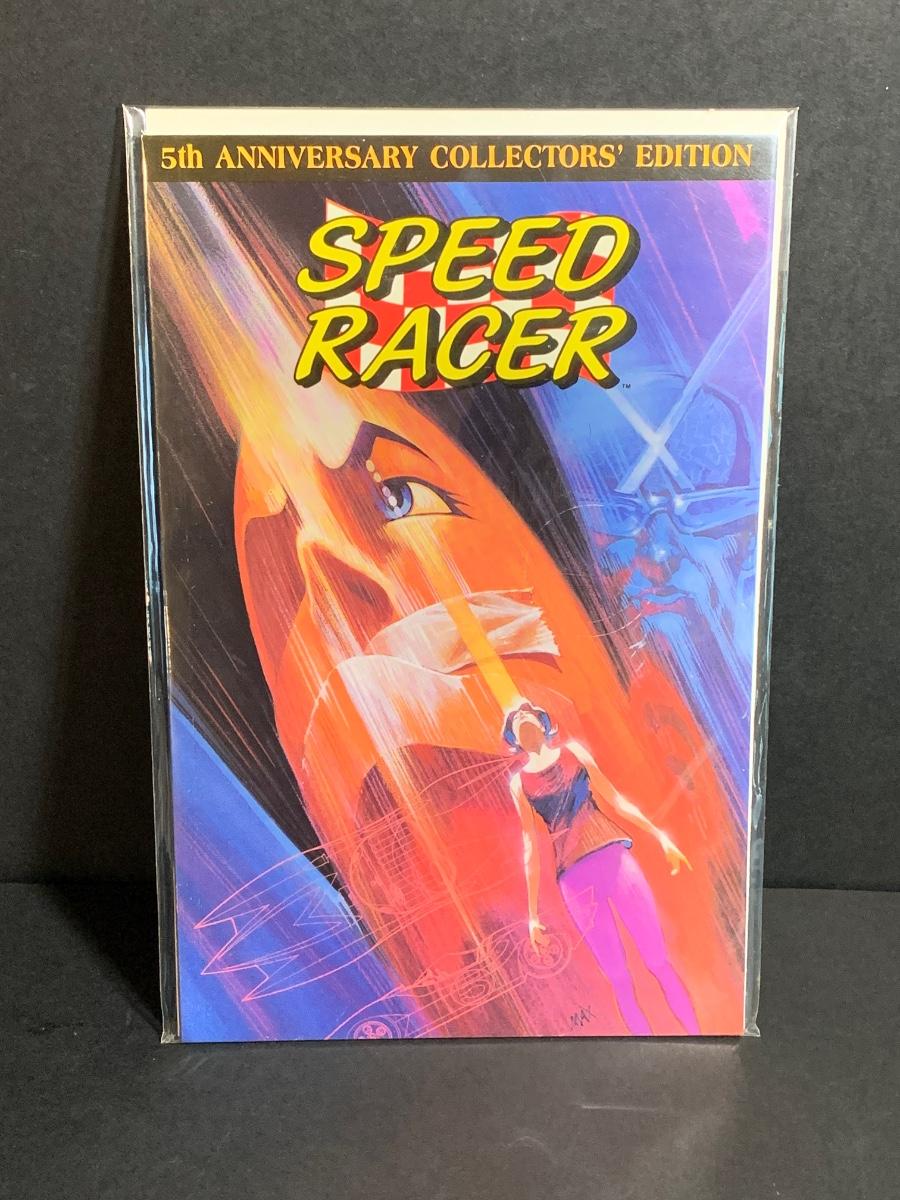 5th ANNIVERSARY COLLECTORS' EDITION
SPEED
RACER
TM
MAX